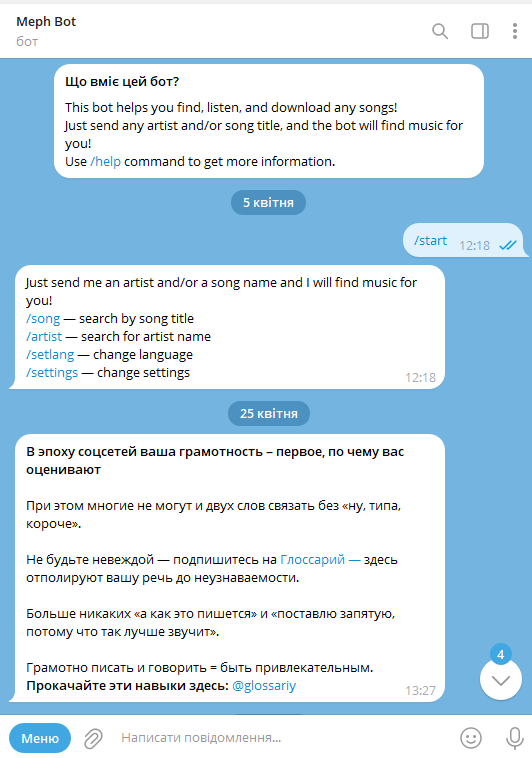 Meph Bot
бот
Що вміє цей бот?
This bot helps you find, listen, and download any songs!
Just send any artist and/or song title, and the bot will find music for
you!
Use /help command to get more information.
5 квітня
/start 12:18
Just send me an artist and/or a song name and I will find music for
you!
/song — search by song title
/artist — search for artist name
/setlang — change language
/settings — change settings
12:18
25 квітня
В эпоху соцсетей ваша грамотность – первое, по чему вас
оценивают
При этом многие не могут и двух слов связать без «ну, типа,
короче».
Не будьте невеждой — подпишитесь на Глоссарий — здесь
отполируют вашу речь до неузнаваемости.
Больше никаких «а как это пишется» и «поставлю запятую,
потому что так лучше звучит».
Грамотно писать и говорить = быть привлекательным.
Прокачайте эти навыки здесь: @glossariy
13:27
4
Меню
Написати повідомлення...